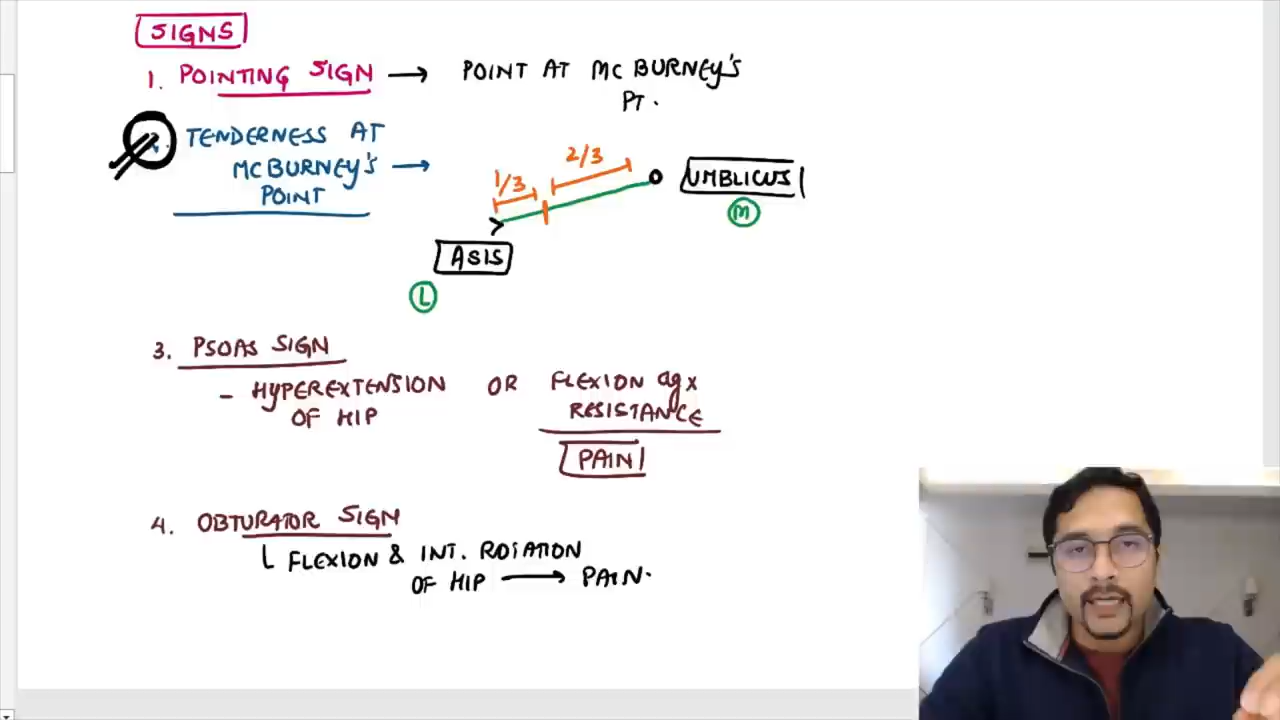 SIGNS
1. POINTING SIGN → POINT AT MC BURNEY'S
PT.
2. TENDERNESS AT
MCBURNEY'S →
POINT
1/3
2/3
UMBLICUS
M
ASIS
L
3. PSOAS SIGN
- HYPEREXTENSION OR FLEXION agx
OF HIP RESISTANCE
PAIN
4. OBTURATOR SIGN
FLEXION & INT. ROTATION
OF HIP → PAIN.